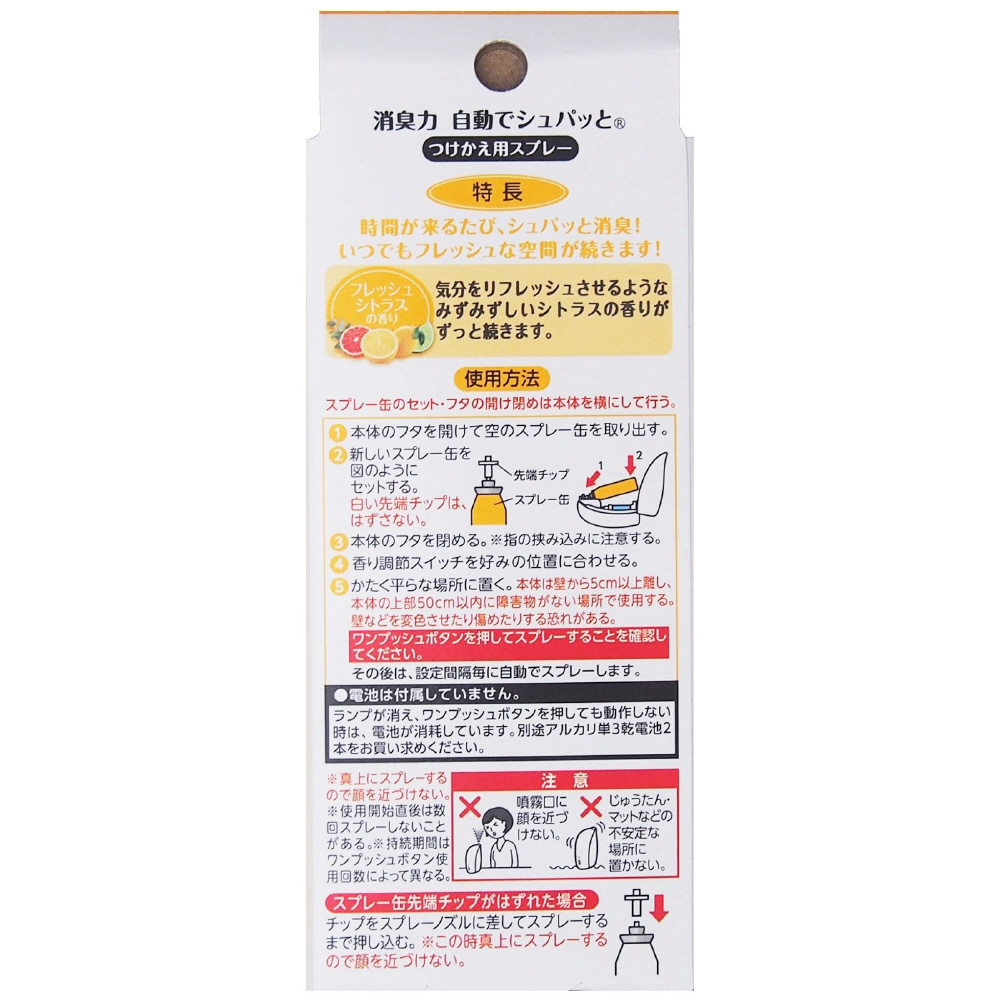 消臭力 自動でシュパッと®
つけかえ用スプレー
特長
時間が来るたび、シュパッと消臭!
いつでもフレッシュな空間が続きます!
フレッシュ
シトラス
の香り
気分をリフレッシュさせるような
みずみずしいシトラスの香りが
ずっと続きます。
使用方法
スプレー缶のセット・フタの開け閉めは本体を横にして行う。
1 本体のフタを開けて空のスプレー缶を取り出す。
2 新しいスプレー缶を
図のように
セットする。
白い先端チップは、
はずさない。
先端チップ
スプレー缶
1
2
3 本体のフタを閉める。※指の挟み込みに注意する。
4 香り調節スイッチを好みの位置に合わせる。
5 かたく平らな場所に置く。本体は壁から5cm以上離し、
本体の上部50cm以内に障害物がない場所で使用する。
壁などを変色させたり傷めたりする恐れがある。
ワンプッシュボタンを押してスプレーすることを確認し
てください。
その後は、設定間隔毎に自動でスプレーします。
●電池は付属していません。
ランプが消え、ワンプッシュボタンを押しても動作しない
時は、電池が消耗しています。別途アルカリ単3乾電池2
本をお買い求めください。
※真上にスプレーする
ので顔を近づけない。
※使用開始直後は数
回スプレーしないこと
がある。※持続期間は
ワンプッシュボタン使
用回数によって異なる。
注意
噴霧口に
顔を近づ
けない。
じゅうたん・
マットなどの
不安定な
場所に
置かない。
スプレー缶先端チップがはずれた場合
チップをスプレーノズルに差してスプレーする
まで押し込む。※この時真上にスプレーする
ので顔を近づけない。